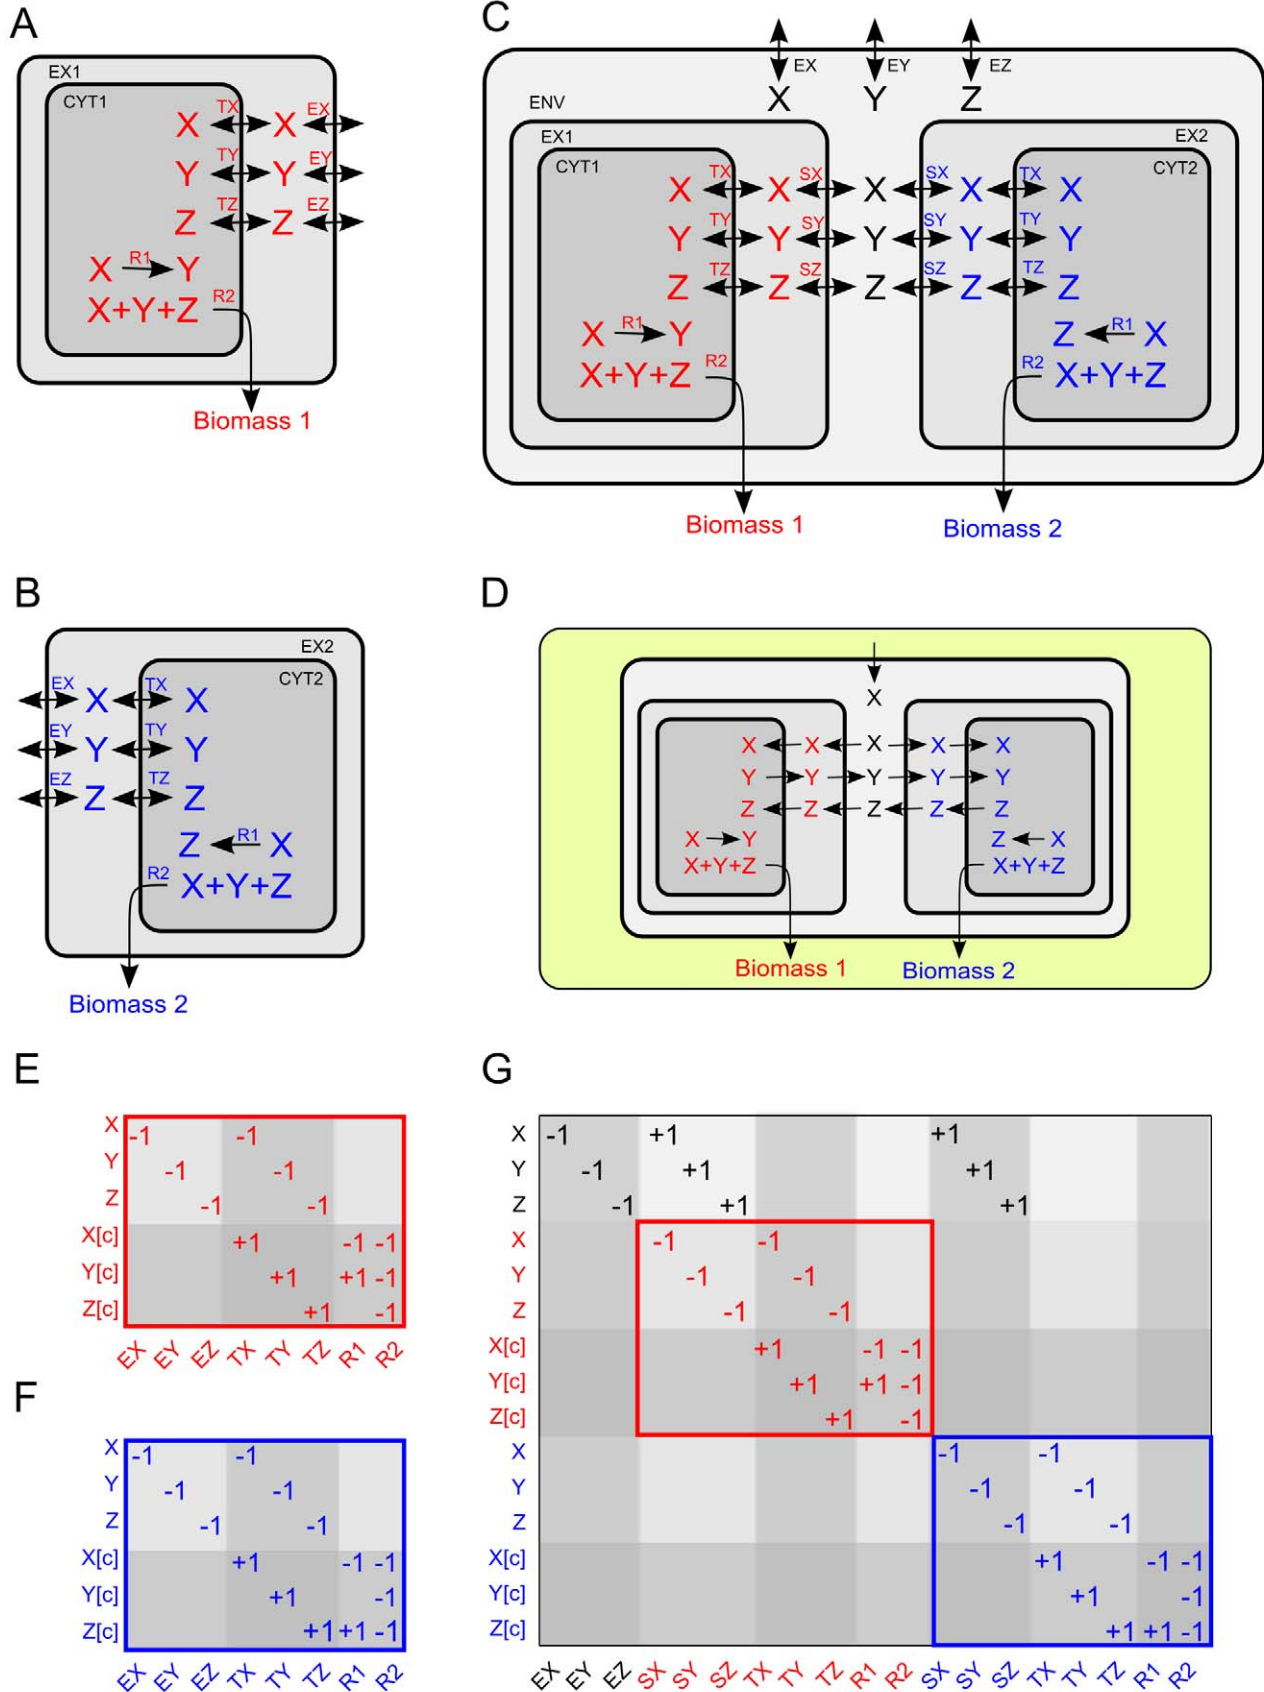 A
EX1
CYT1
X TX X EX
Y TY Y EY
Z TZ Z EZ
X R1 Y
X+Y+Z R2
Biomass 1
C
EX EY EZ
X Y Z
ENV
EX1 EX2
CYT1 CYT2
X TX X SX X SX X TX X
Y TY Y SY Y SY Y TY Y
Z TZ Z SZ Z SZ Z TZ Z
X R1 Y Z R1 X
X+Y+Z R2 R2 X+Y+Z
Biomass 1 Biomass 2
B
EX2
CYT2
EX X TX X
EY Y TY Y
EZ Z TZ Z
Z R1 X
R2 X+Y+Z
Biomass 2
D
X
X X X X X
Y Y Y Y Y
Z Z Z Z Z
X Y Z X
X+Y+Z X+Y+Z
Biomass 1 Biomass 2
E
X -1 -1
Y -1 -1
Z -1 -1
X[c] +1 -1 -1
Y[c] +1 +1 -1
Z[c] +1 -1
EX EY EZ TX TY TZ R1 R2
F
X -1 -1
Y -1 -1
Z -1 -1
X[c] +1 -1 -1
Y[c] +1 -1
Z[c] +1 +1 -1
EX EY EZ TX TY TZ R1 R2
G
X -1 +1 +1
Y -1 +1 +1
Z -1 +1 +1
X -1 -1
Y -1 -1
Z -1 -1
X[c] +1 -1 -1
Y[c] +1 +1 -1
Z[c] +1 -1
X -1 -1
Y -1 -1
Z -1 -1
X[c] +1 -1 -1
Y[c] +1 -1
Z[c] +1 +1 -1
EX EY EZ SX SY SZ TX TY TZ R1 R2 SX SY SZ TX TY TZ R1 R2